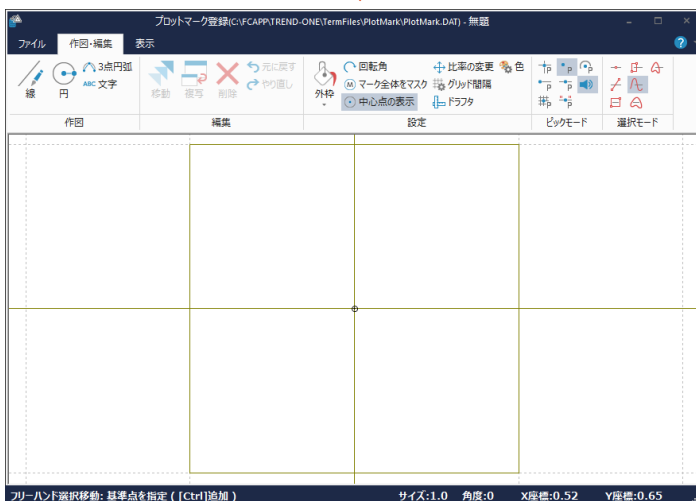 プロットマーク登録(C:\FCAPP\TREND-ONE\TermFiles\PlotMark\PlotMark.DAT) - 無題
ファイル 作図・編集 表示
線 円 3点円弧 ABC 文字
移動 複写 削除 元に戻す やり直し
外枠 回転角 比率の変更 色
M マーク全体をマスク グリッド間隔
中心点の表示 ドラフタ
作図 編集 設定 ピックモード 選択モード
フリーハンド選択移動: 基準点を指定 ( [Ctrl]追加 ) サイズ:1.0 角度:0 X座標:0.52 Y座標:0.65